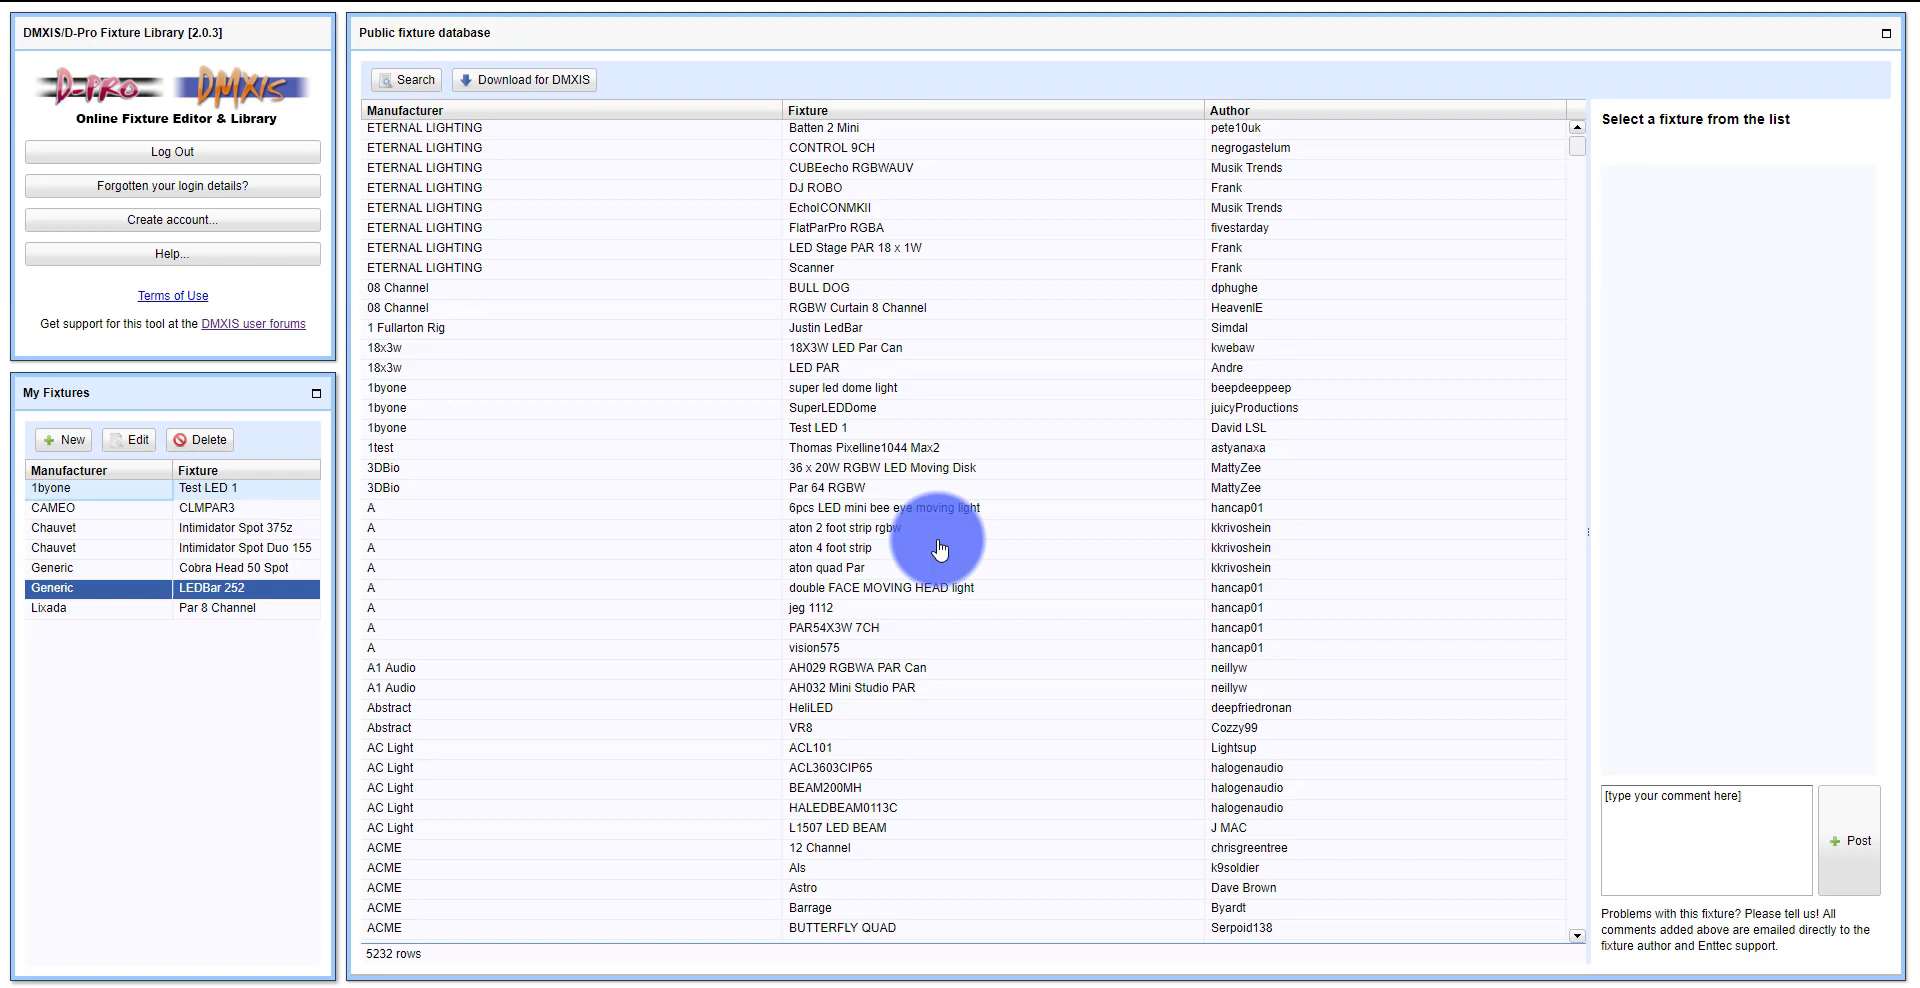 DMXIS/D-Pro Fixture Library [2.0.3]
D-PRO DMXIS
Online Fixture Editor & Library
Log Out
Forgotten your login details?
Create account...
Help...
Terms of Use
Get support for this tool at the DMXIS user forums
My Fixtures
New Edit Delete
Manufacturer Fixture
1byone Test LED 1
CAMEO CLMPAR3
Chauvet Intimidator Spot 375z
Chauvet Intimidator Spot Duo 155
Generic Cobra Head 50 Spot
Generic LEDBar 252
Lixada Par 8 Channel
Public fixture database
Search Download for DMXIS
Manufacturer Fixture Author
ETERNAL LIGHTING Batten 2 Mini pete10uk
ETERNAL LIGHTING CONTROL 9CH negrogastelum
ETERNAL LIGHTING CUBEecho RGBWAUV Musik Trends
ETERNAL LIGHTING DJ ROBO Frank
ETERNAL LIGHTING EchoICONMKII Musik Trends
ETERNAL LIGHTING FlatParPro RGBA fivestarday
ETERNAL LIGHTING LED Stage PAR 18 x 1W Frank
ETERNAL LIGHTING Scanner Frank
08 Channel BULL DOG dphughe
08 Channel RGBW Curtain 8 Channel HeavenIE
1 Fullarton Rig Justin LedBar Simdal
18x3w 18X3W LED Par Can kwebaw
18x3w LED PAR Andre
1byone super led dome light beepdeeppeep
1byone SuperLEDDome juicyProductions
1byone Test LED 1 David LSL
1test Thomas Pixelline1044 Max2 astyanaxa
3DBio 36 x 20W RGBW LED Moving Disk MattyZee
3DBio Par 64 RGBW MattyZee
A 6pcs LED mini bee eye moving light hancap01
A aton 2 foot strip rgbw kkrivoshein
A aton 4 foot strip kkrivoshein
A aton quad Par kkrivoshein
A double FACE MOVING HEAD light hancap01
A jeg 1112 hancap01
A PAR54X3W 7CH hancap01
A vision575 hancap01
A1 Audio AH029 RGBWA PAR Can neillyw
A1 Audio AH032 Mini Studio PAR neillyw
Abstract HeliLED deepfriedronan
Abstract VR8 Cozzy99
AC Light ACL101 Lightsup
AC Light ACL3603CIP65 halogenaudio
AC Light BEAM200MH halogenaudio
AC Light HALEDBEAM0113C halogenaudio
AC Light L1507 LED BEAM J MAC
ACME 12 Channel chrisgreentree
ACME Als k9soldier
ACME Astro Dave Brown
ACME Barrage Byardt
ACME BUTTERFLY QUAD Serpoid138
5232 rows
Select a fixture from the list
[type your comment here]
Post
Problems with this fixture? Please tell us! All
comments added above are emailed directly to the
fixture author and Enttec support.